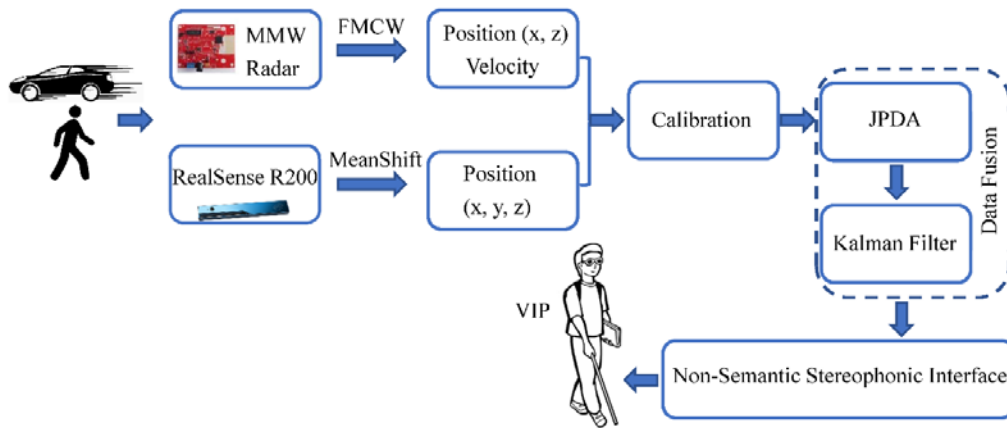 MMW
Radar
FMCW
Position (x, z)
Velocity
RealSense R200
MeanShift
Position
(x, y, z)
Calibration
JPDA
Kalman Filter
Data Fusion
VIP
Non-Semantic Stereophonic Interface